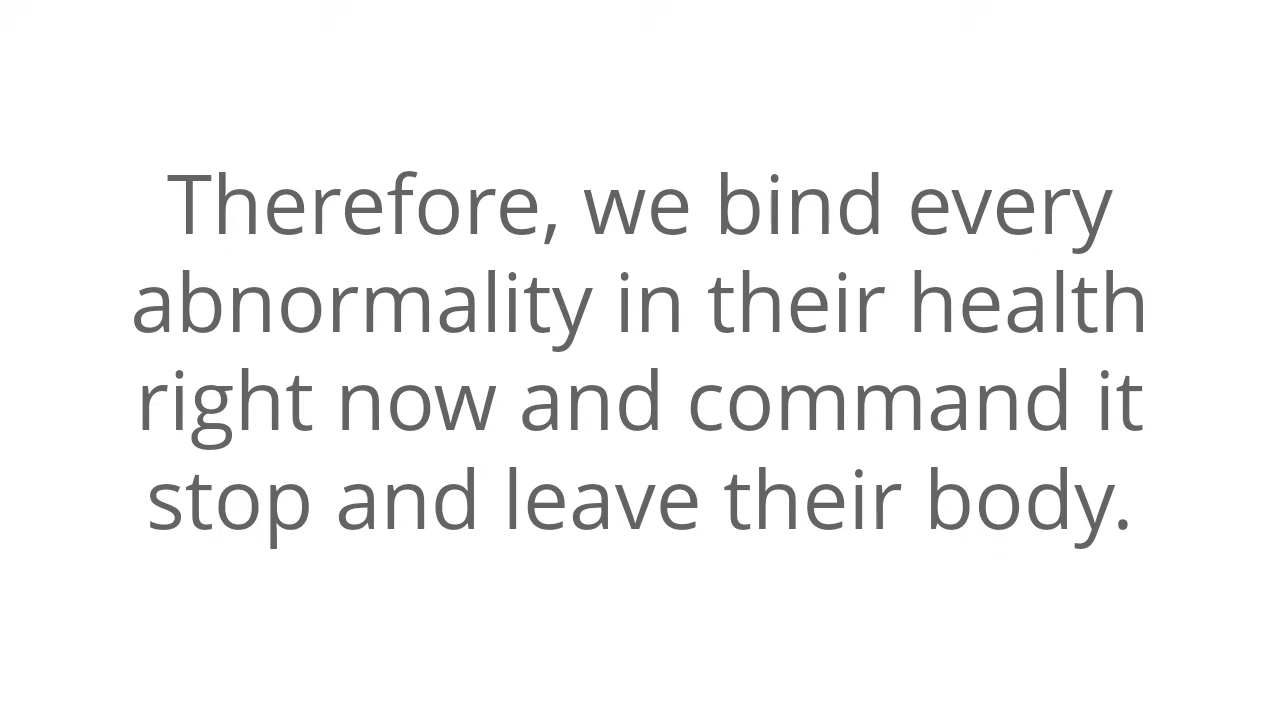 Therefore, we bind every
abnormality in their health
right now and command it
stop and leave their body.